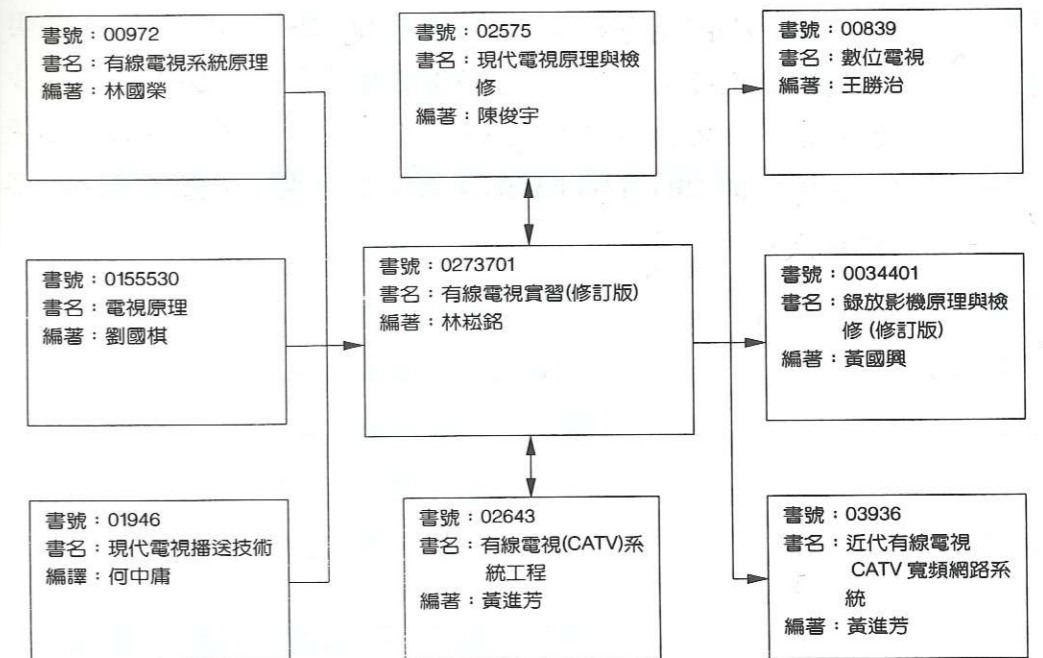 書號：00972
書名：有線電視系統原理
編著：林國榮
書號：02575
書名：現代電視原理與檢
修
編著：陳俊宇
書號：00839
書名：數位電視
編著：王勝治
書號：0155530
書名：電視原理
編著：劉國棋
書號：0273701
書名：有線電視實習(修訂版)
編著：林崧銘
書號：0034401
書名：錄放影機原理與檢
修 (修訂版)
編著：黃國興
書號：01946
書名：現代電視播送技術
編譯：何中庸
書號：02643
書名：有線電視(CATV)系
統工程
編著：黃進芳
書號：03936
書名：近代有線電視
CATV 寬頻網路系
統
編著：黃進芳